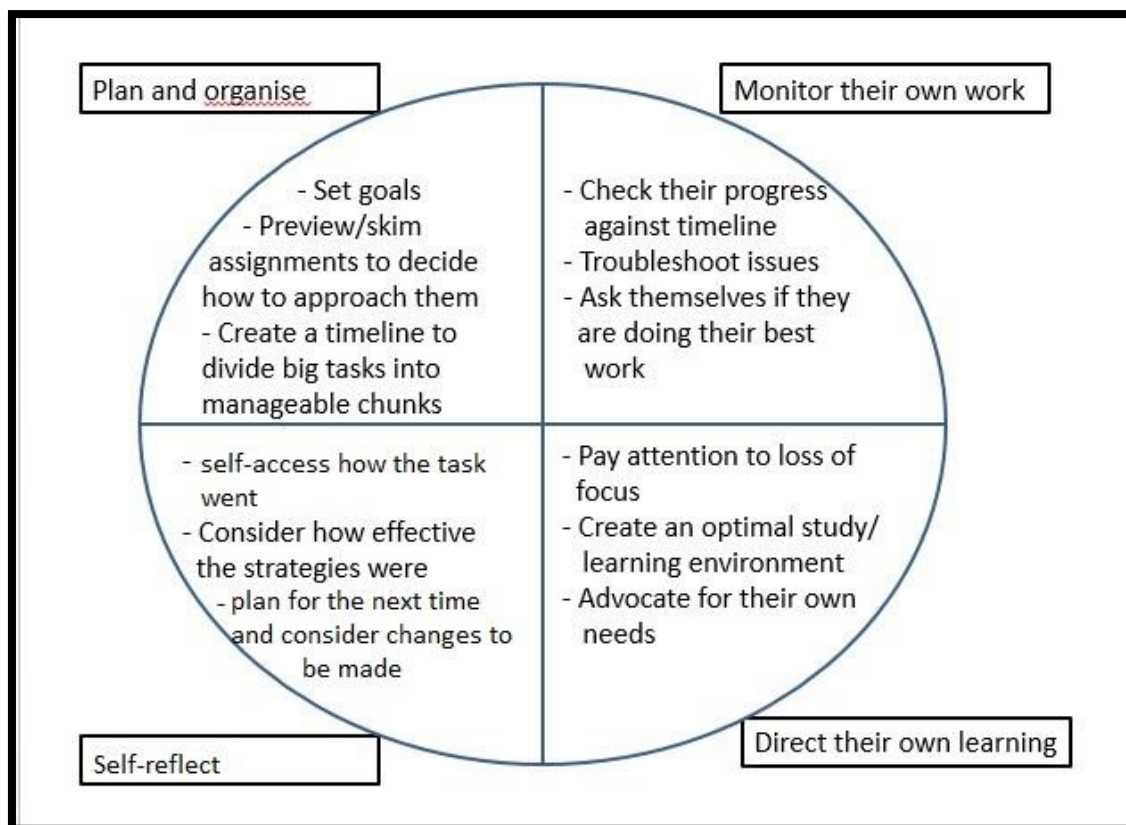 Plan and organise
Monitor their own work
- Set goals
- Preview/skim
assignments to decide
how to approach them
- Create a timeline to
divide big tasks into
manageable chunks
- Check their progress
against timeline
- Troubleshoot issues
- Ask themselves if they
are doing their best
work
- self-access how the task
went
- Consider how effective
the strategies were
- plan for the next time
and consider changes to
be made
- Pay attention to loss of
focus
- Create an optimal study/
learning environment
- Advocate for their own
needs
Self-reflect
Direct their own learning